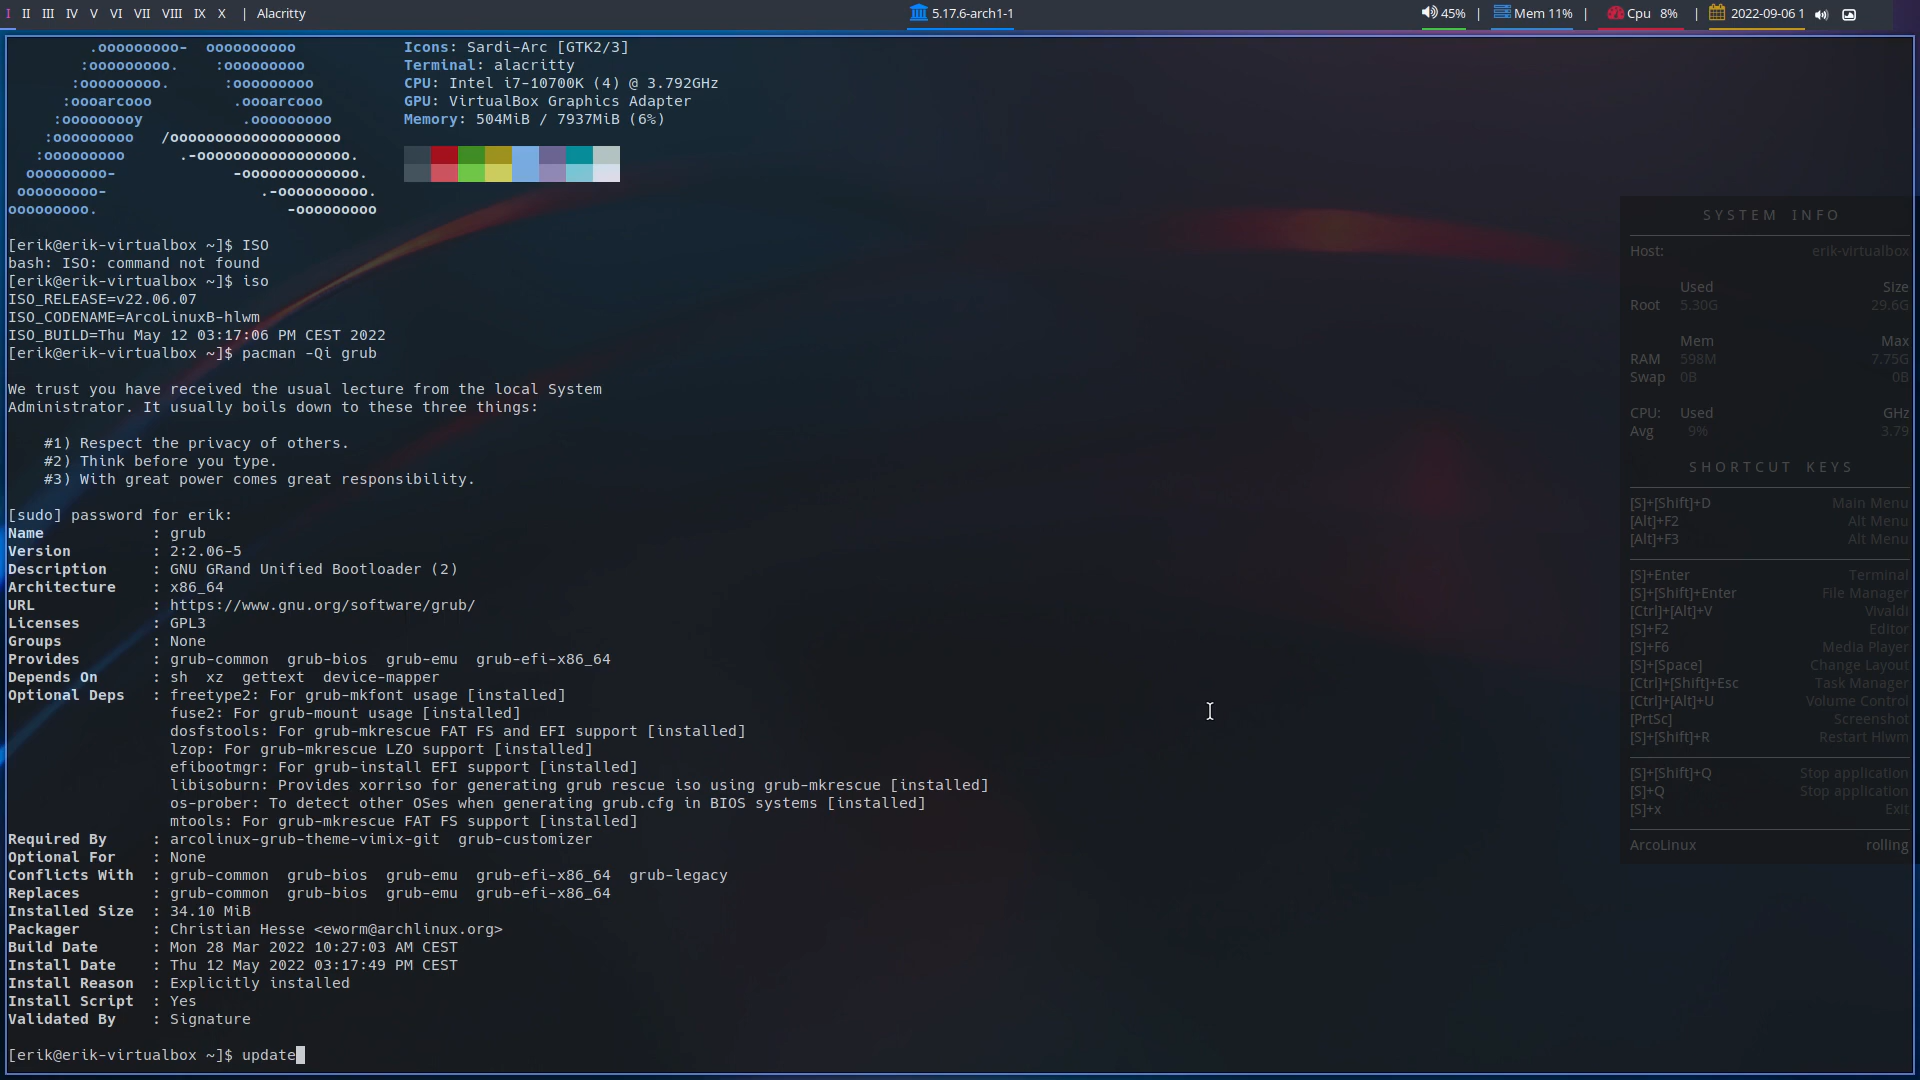 I II III IV V VI VII VIII IX X | Alacritty 5.17.6-arch1-1 45% | Mem 11% | Cpu 8% | 2022-09-06 1
.ooooooooo- oooooooooo Icons: Sardi-Arc [GTK2/3]
:ooooooooo. :ooooooooo Terminal: alacritty
:ooooooooo. :ooooooooo CPU: Intel i7-10700K (4) @ 3.792GHz
:oooarcooo .oooarcooo GPU: VirtualBox Graphics Adapter
:ooooooooy .ooooooooo Memory: 504MiB / 7937MiB (6%)
:ooooooooo /ooooooooooooooooooo
:ooooooooo .-ooooooooooooooooo.
ooooooooo- -ooooooooooooo.
ooooooooo- .-oooooooooo.
ooooooooo. -ooooooooo
[erik@erik-virtualbox ~]$ ISO
bash: ISO: command not found
[erik@erik-virtualbox ~]$ iso
ISO_RELEASE=v22.06.07
ISO_CODENAME=ArcoLinuxB-hlwm
ISO_BUILD=Thu May 12 03:17:06 PM CEST 2022
[erik@erik-virtualbox ~]$ pacman -Qi grub
We trust you have received the usual lecture from the local System
Administrator. It usually boils down to these three things:
#1) Respect the privacy of others.
#2) Think before you type.
#3) With great power comes great responsibility.
[sudo] password for erik:
Name : grub
Version : 2:2.06-5
Description : GNU GRand Unified Bootloader (2)
Architecture : x86_64
URL : https://www.gnu.org/software/grub/
Licenses : GPL3
Groups : None
Provides : grub-common grub-bios grub-emu grub-efi-x86_64
Depends On : sh xz gettext device-mapper
Optional Deps : freetype2: For grub-mkfont usage [installed]
fuse2: For grub-mount usage [installed]
dosfstools: For grub-mkrescue FAT FS and EFI support [installed]
lzop: For grub-mkrescue LZO support [installed]
efibootmgr: For grub-install EFI support [installed]
libisoburn: Provides xorriso for generating grub rescue iso using grub-mkrescue [installed]
os-prober: To detect other OSes when generating grub.cfg in BIOS systems [installed]
mtools: For grub-mkrescue FAT FS support [installed]
Required By : arcolinux-grub-theme-vimix-git grub-customizer
Optional For : None
Conflicts With : grub-common grub-bios grub-emu grub-efi-x86_64 grub-legacy
Replaces : grub-common grub-bios grub-emu grub-efi-x86_64
Installed Size : 34.10 MiB
Packager : Christian Hesse <eworm@archlinux.org>
Build Date : Mon 28 Mar 2022 10:27:03 AM CEST
Install Date : Thu 12 May 2022 03:17:49 PM CEST
Install Reason : Explicitly installed
Install Script : Yes
Validated By : Signature
[erik@erik-virtualbox ~]$ update
SYSTEM INFO
Host: erik-virtualbox
Used Size
Root 5.30G 29.6G
Mem Max
RAM 598M 7.75G
Swap 0B 0B
CPU: Used GHz
Avg 9% 3.79
SHORTCUT KEYS
[S]+[Shift]+D Main Menu
[Alt]+F2 Alt Menu
[Alt]+F3 Alt Menu
[S]+Enter Terminal
[S]+[Shift]+Enter File Manager
[Ctrl]+[Alt]+V Vivaldi
[S]+F2 Editor
[S]+F6 Media Player
[S]+[Space] Change Layout
[Ctrl]+[Shift]+Esc Task Manager
[Ctrl]+[Alt]+U Volume Control
[PrtSc] Screenshot
[S]+[Shift]+R Restart Hlwm
[S]+[Shift]+Q Stop application
[S]+Q Stop application
[S]+x Exit
ArcoLinux rolling